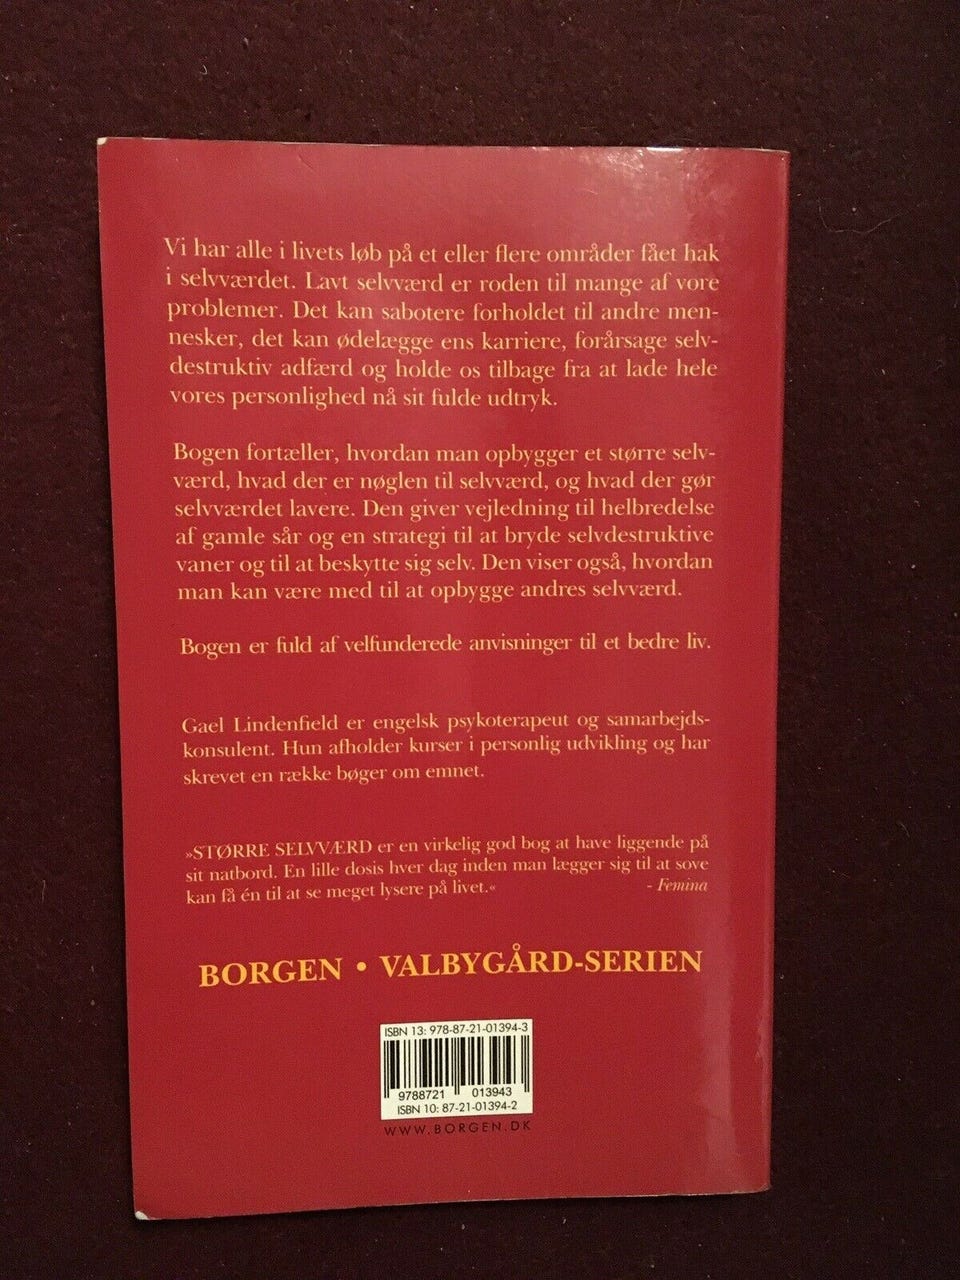 Vi har alle i livets løb på et eller flere områder fået hak
i selvværdet. Lavt selvværd er roden til mange af vore
problemer. Det kan sabotere forholdet til andre men-
nesker, det kan ødelægge ens karriere, forårsage selv-
destruktiv adfærd og holde os tilbage fra at lade hele
vores personlighed nå sit fulde udtryk.
Bogen fortæller, hvordan man opbygger et større selv-
værd, hvad der er nøglen til selvværd, og hvad der gør
selvværdet lavere. Den giver vejledning til helbredelse
af gamle sår og en strategi til at bryde selvdestruktive
vaner og til at beskytte sig selv. Den viser også, hvordan
man kan være med til at opbygge andres selvværd.
Bogen er fuld af velfunderede anvisninger til et bedre liv.
Gael Lindenfield er engelsk psykoterapeut og samarbejds-
konsulent. Hun afholder kurser i personlig udvikling og har
skrevet en række bøger om emnet.
»STØRRE SELVVÆRD er en virkelig god bog at have liggende på
sit natbord. En lille dosis hver dag inden man lægger sig til at sove
kan få én til at se meget lysere på livet.« - Femina
BORGEN • VALBYGÅRD-SERIEN
ISBN 13: 978-87-21-01394-3
9788721 013943
ISBN 10: 87-21-01394-2
WWW.BORGEN.DK